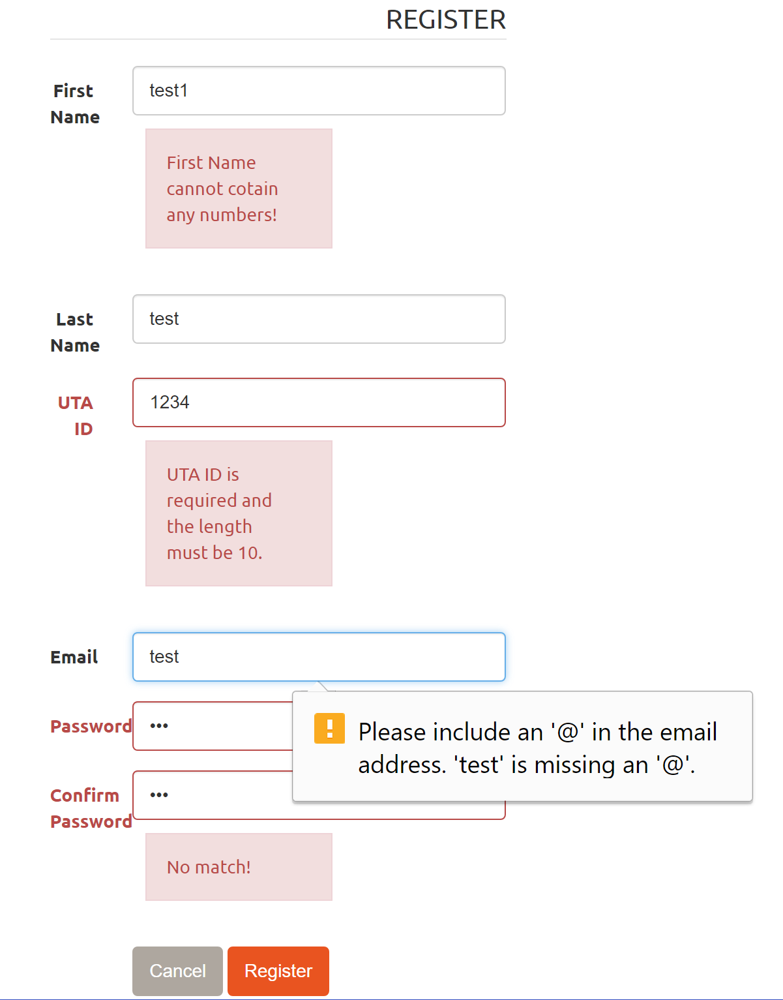 REGISTER
First
Name
test1
First Name
cannot cotain
any numbers!
Last
Name
test
UTA
ID
1234
UTA ID is
required and
the length
must be 10.
Email
test
Please include an '@' in the email
address. 'test' is missing an '@'.
Password
•••
Confirm
Password
•••
No match!
Cancel
Register